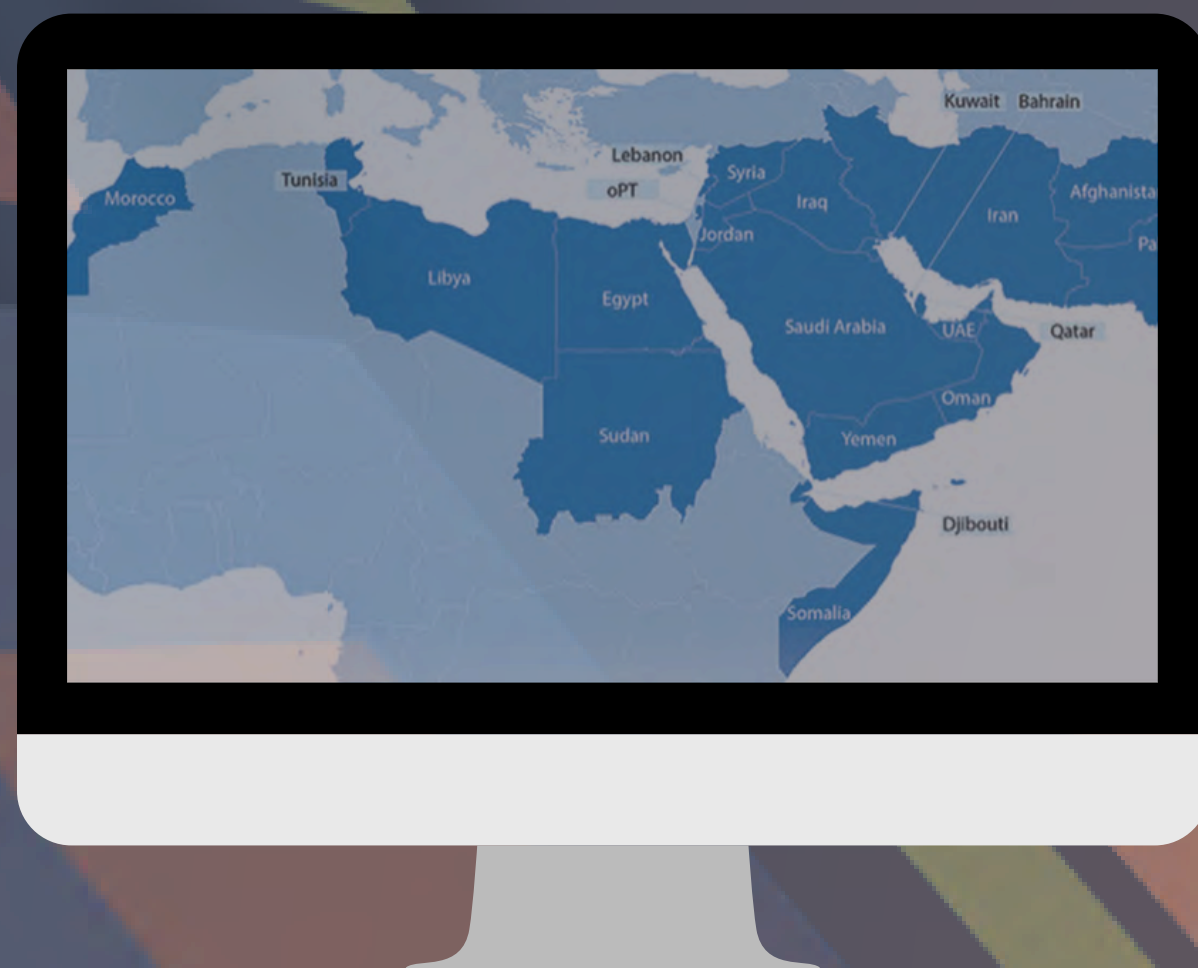 Kuwait Bahrain
Lebanon
Syria
Tunisia
oPT
Afghanista
Morocco
Iraq
Iran
Jordan
Pa
Libya
Egypt
Saudi Arabia
UAE
Qatar
Oman
Sudan
Yemen
Djibouti
Somalia